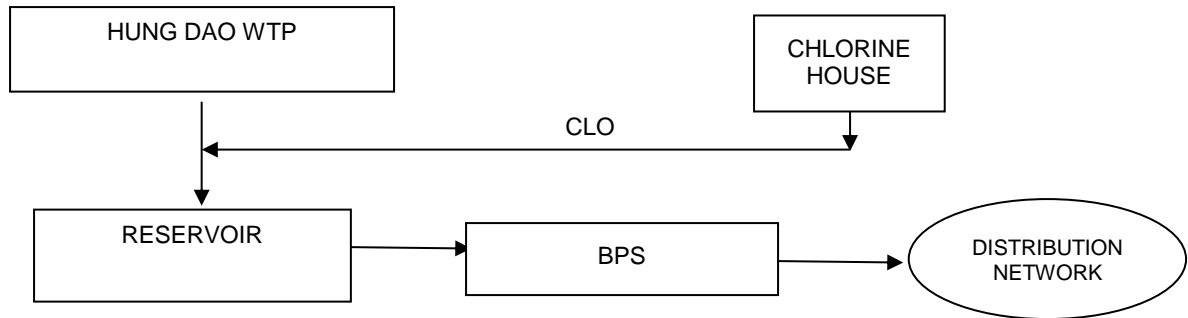 HUNG DAO WTP
CHLORINE
HOUSE
CLO
RESERVOIR
BPS
DISTRIBUTION
NETWORK